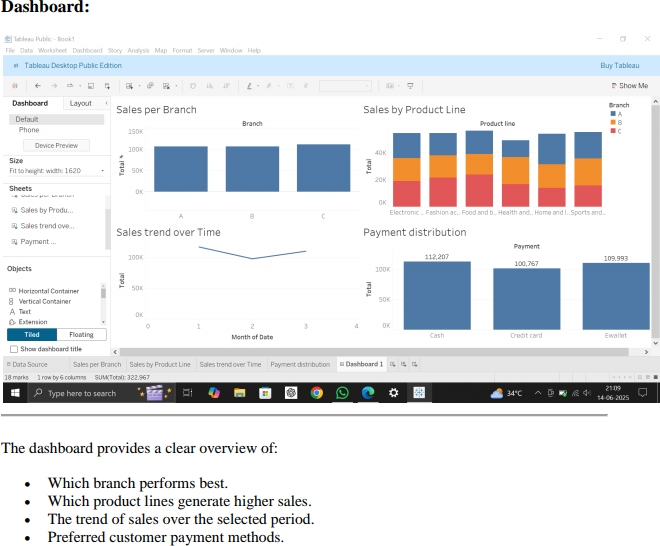 Dashboard:
Tableau Public - Book1
File Data Worksheet Dashboard Story Analysis Map Format Server Window Help
Tableau Desktop Public Edition
Buy Tableau
Show Me
Dashboard Layout
Default
Phone
Device Preview
Size
Fit to height: width: 1620
Sheets
Sales by Produ...
Sales trend ove...
Payment ...
Objects
Horizontal Container
Vertical Container
A Text
Extension
Tiled Floating
Show dashboard title
Sales per Branch
Branch
Total
150K
100K
50K
0K
A B C
Sales by Product Line
Product line
Total
40K
20K
0K
Electronic.. Fashion ac.. Food and b.. Health and.. Home and l.. Sports and..
Branch
A
B
C
Sales trend over Time
Total
100K
50K
0K
0 1 2 3 4
Month of Date
Payment distribution
Payment
Total
100K
50K
0K
112,207
100,767
109,993
Cash Credit card Ewallet
Data Source Sales per Branch Sales by Product Line Sales trend over Time Payment distribution Dashboard 1
18 marks 1 row by 6 columns SUM(Total): 322,967
Type here to search
34°C
21:09
14-06-2025
The dashboard provides a clear overview of:
• Which branch performs best.
• Which product lines generate higher sales.
• The trend of sales over the selected period.
• Preferred customer payment methods.